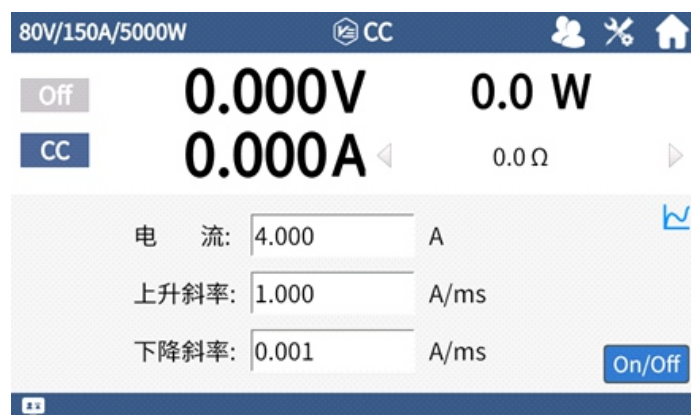 80V/150A/5000W CC
Off 0.000V 0.0 W
CC 0.000A 0.0 Ω
电 流: 4.000 A
上升斜率: 1.000 A/ms
下降斜率: 0.001 A/ms
On/Off